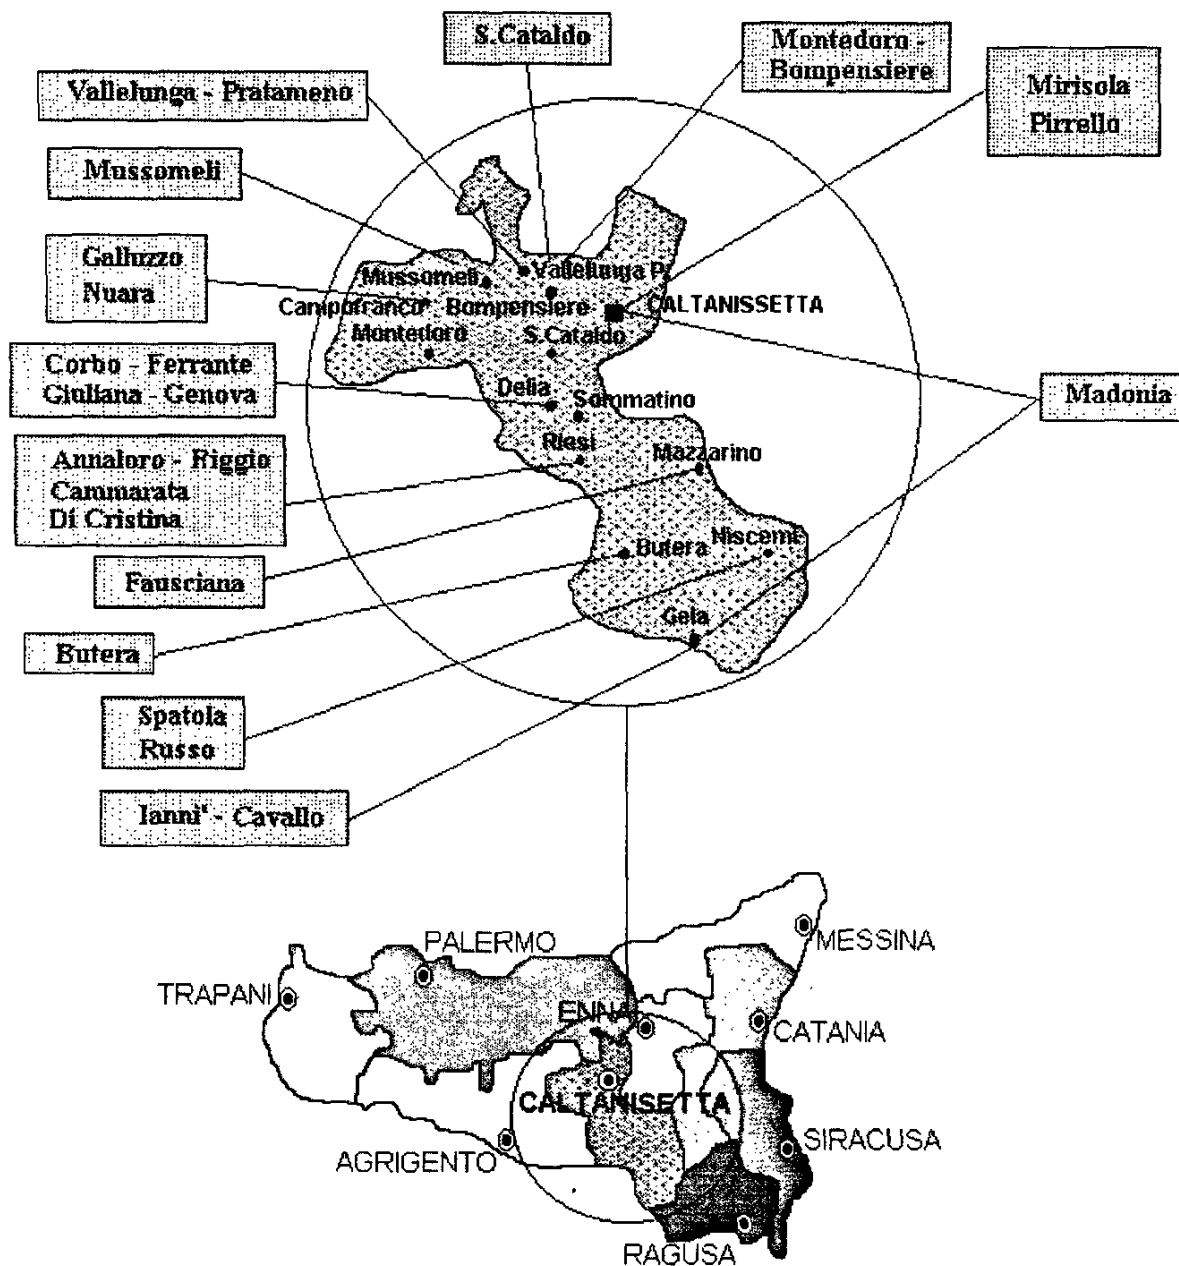 S.Cataldo
Montedoro -
Bompensiere
Vallelunga - Pratameno
Mirisola
Pirrello
Mussomeli
Galluzzo
Nuara
Vallelunga P.
Mussomeli
Campofranco
Bompensiere
CALTANISSETTA
Montedoro
S.Cataldo
Corbo - Ferrante
Giuliana - Genova
Delia
Sommatino
Madonia
Riesi
Mazzarino
Annaloro - Riggio
Cammarata
Di Cristina
Butera
Niscemi
Fausciana
Gela
Butera
Spatola
Russo
Ianni' - Cavallo
PALERMO
MESSINA
TRAPANI
ENNA
CATANIA
CALTANISETTA
SIRACUSA
AGRIGENTO
RAGUSA